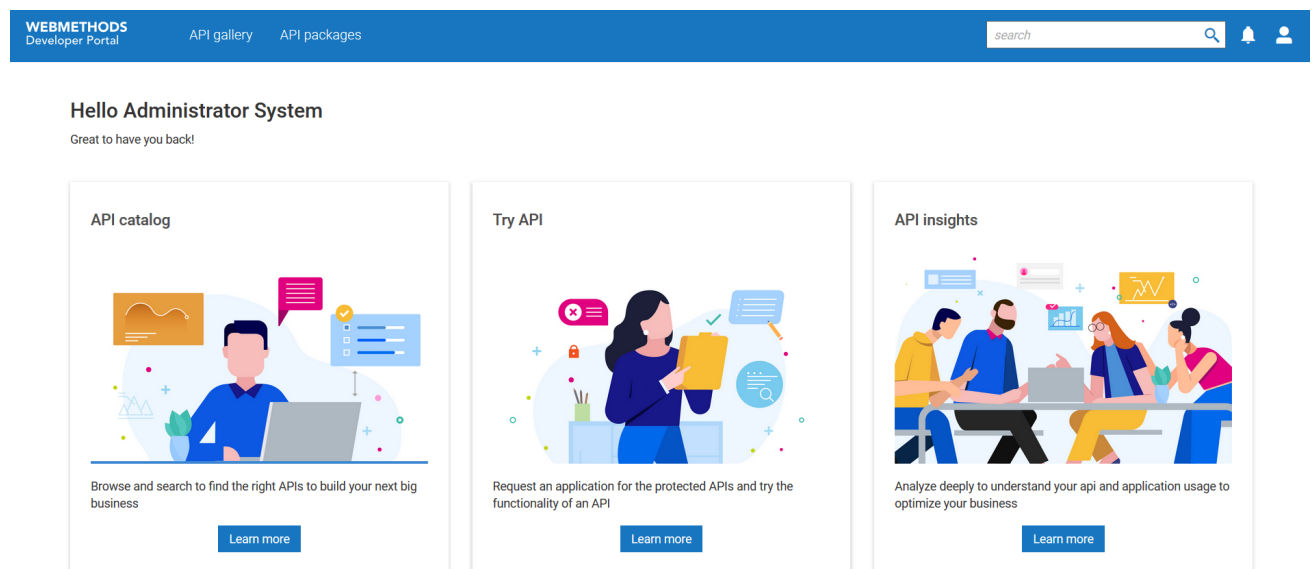 WEBMETHODS
Developer Portal
API gallery
API packages
search
Hello Administrator System
Great to have you back!
API catalog
Browse and search to find the right APIs to build your next big
business
Learn more
Try API
Request an application for the protected APIs and try the
functionality of an API
Learn more
API insights
Analyze deeply to understand your api and application usage to
optimize your business
Learn more